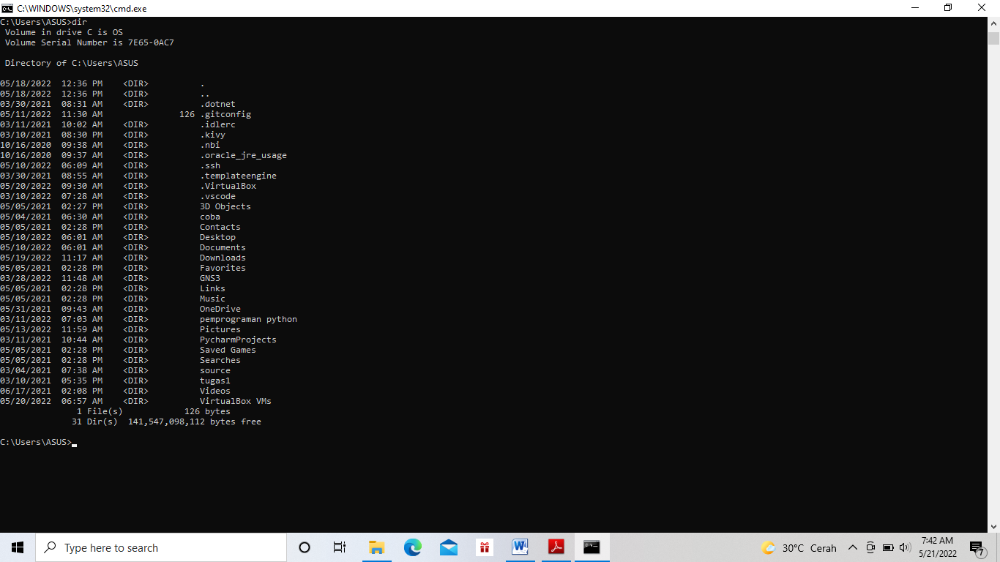 C:\WINDOWS\system32\cmd.exe
C:\Users\ASUS>dir
 Volume in drive C is OS
 Volume Serial Number is 7E65-0AC7

 Directory of C:\Users\ASUS

05/18/2022  12:36 PM    <DIR>          .
05/18/2022  12:36 PM    <DIR>          ..
03/30/2021  08:31 AM    <DIR>          .dotnet
05/11/2022  11:30 AM               126 .gitconfig
03/11/2021  10:02 AM    <DIR>          .idlerc
03/10/2021  08:30 PM    <DIR>          .kivy
10/16/2020  09:38 AM    <DIR>          .nbi
10/16/2020  09:37 AM    <DIR>          .oracle_jre_usage
05/10/2022  06:09 AM    <DIR>          .ssh
03/30/2021  08:55 AM    <DIR>          .templateengine
05/20/2022  09:30 AM    <DIR>          .VirtualBox
03/10/2022  07:28 AM    <DIR>          .vscode
05/05/2021  02:27 PM    <DIR>          3D Objects
05/04/2021  06:30 AM    <DIR>          coba
05/05/2021  02:28 PM    <DIR>          Contacts
05/10/2022  06:01 AM    <DIR>          Desktop
05/10/2022  06:01 AM    <DIR>          Documents
05/19/2022  11:17 AM    <DIR>          Downloads
05/05/2021  02:28 PM    <DIR>          Favorites
03/28/2022  11:48 AM    <DIR>          GNS3
05/05/2021  02:28 PM    <DIR>          Links
05/05/2021  02:28 PM    <DIR>          Music
05/31/2021  09:43 AM    <DIR>          OneDrive
03/11/2022  07:03 AM    <DIR>          pemprograman python
05/13/2022  11:59 AM    <DIR>          Pictures
03/11/2021  10:44 AM    <DIR>          PycharmProjects
05/05/2021  02:28 PM    <DIR>          Saved Games
05/05/2021  02:28 PM    <DIR>          Searches
03/04/2021  07:38 AM    <DIR>          source
03/10/2021  05:35 PM    <DIR>          tugas1
06/17/2021  02:08 PM    <DIR>          Videos
05/20/2022  06:57 AM    <DIR>          VirtualBox VMs
               1 File(s)            126 bytes
              31 Dir(s)  141,547,098,112 bytes free

C:\Users\ASUS>
Type here to search
30°C Cerah
7:42 AM
5/21/2022
7